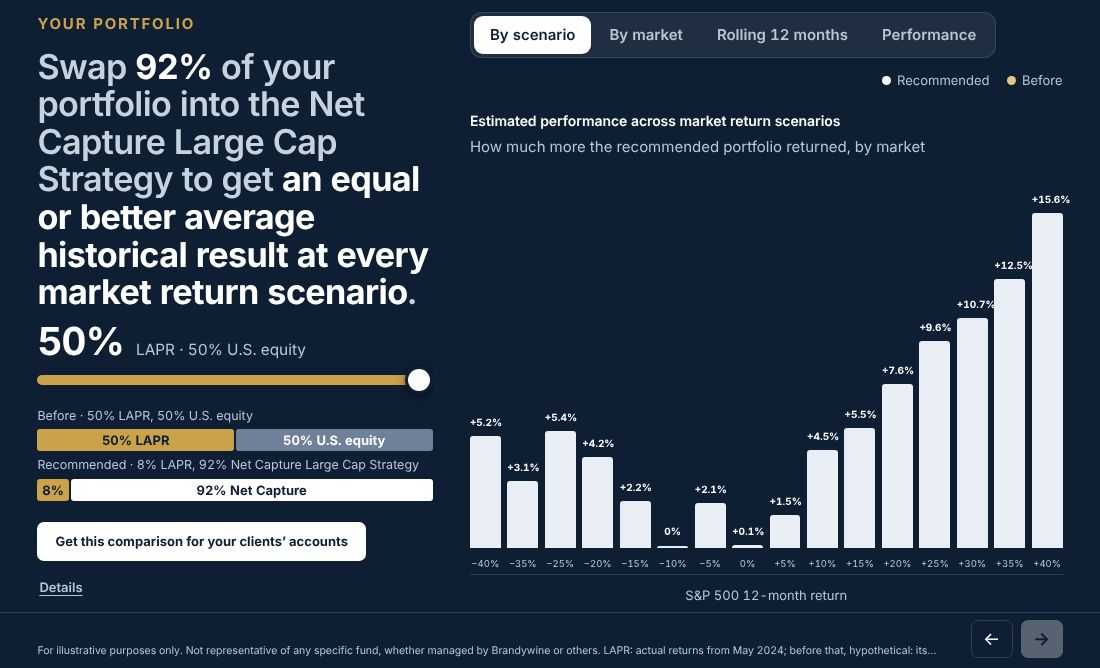 YOUR PORTFOLIO
Swap 92% of your
portfolio into the Net
Capture Large Cap
Strategy to get an equal
or better average
historical result at every
market return scenario.
50% LAPR · 50% U.S. equity
Before · 50% LAPR, 50% U.S. equity
50% LAPR 50% U.S. equity
Recommended · 8% LAPR, 92% Net Capture Large Cap Strategy
8% 92% Net Capture
Get this comparison for your clients’ accounts
Details
By scenario By market Rolling 12 months Performance
Recommended Before
Estimated performance across market return scenarios
How much more the recommended portfolio returned, by market
+5.2% +3.1% +5.4% +4.2% +2.2% 0% +2.1% +0.1% +1.5% +4.5% +5.5% +7.6% +9.6% +10.7% +12.5% +15.6%
−40% −35% −25% −20% −15% −10% −5% 0% +5% +10% +15% +20% +25% +30% +35% +40%
S&P 500 12-month return
For illustrative purposes only. Not representative of any specific fund, whether managed by Brandywine or others. LAPR: actual returns from May 2024; before that, hypothetical: its…